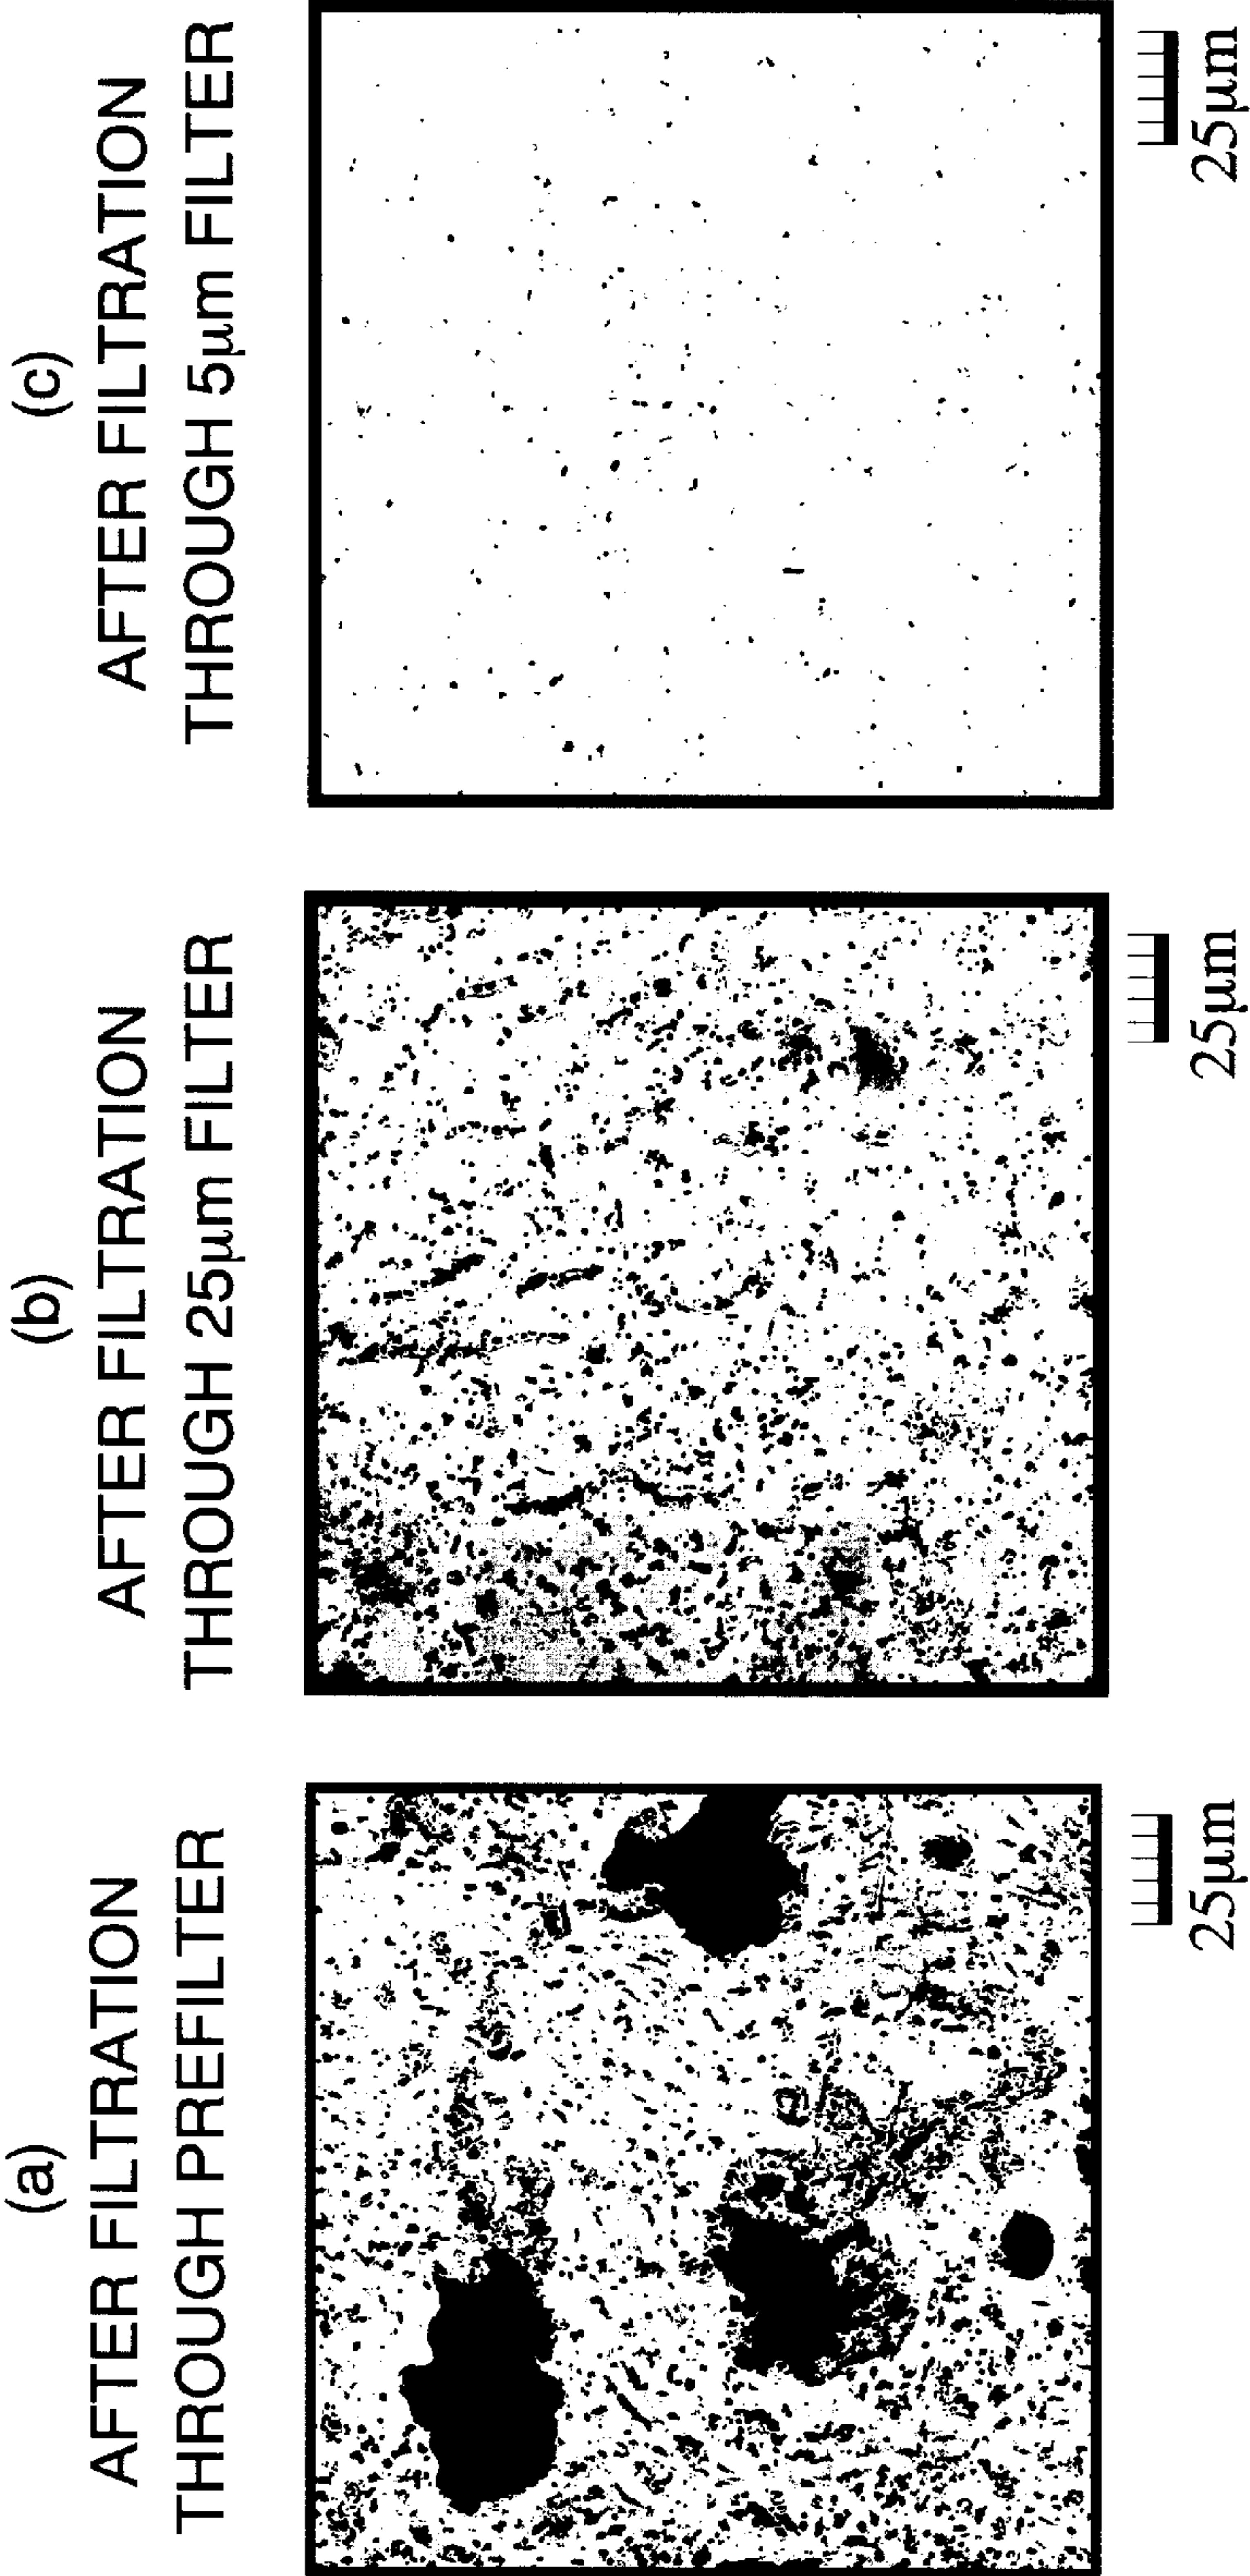 (a)
AFTER FILTRATION
THROUGH PREFILTER
25μm
(b)
AFTER FILTRATION
THROUGH 25μm FILTER
25μm
(c)
AFTER FILTRATION
THROUGH 5μm FILTER
25μm